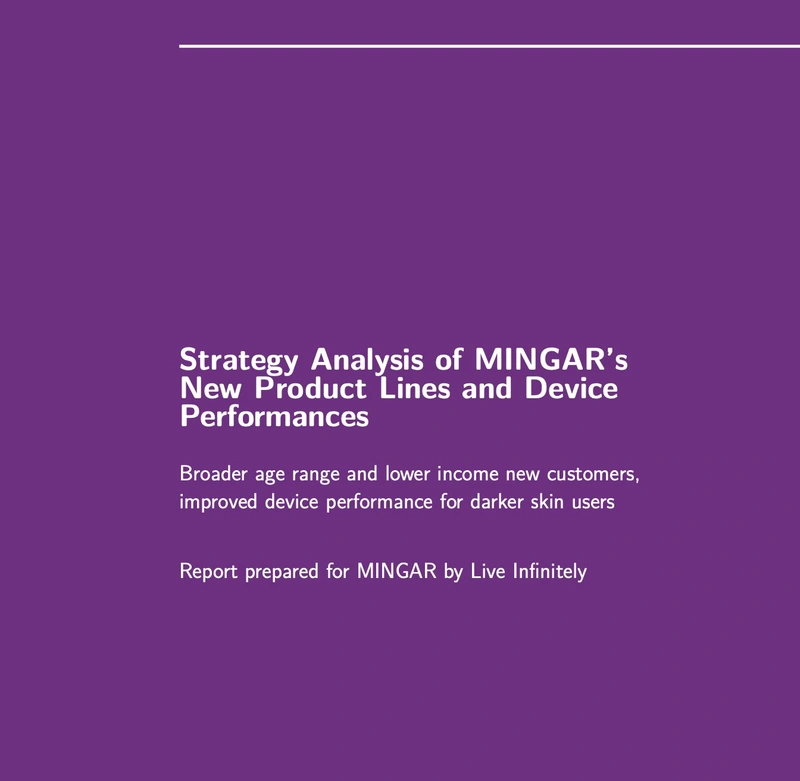 Strategy Analysis of MINGAR's
New Product Lines and Device
Performances
Broader age range and lower income new customers,
improved device performance for darker skin users
Report prepared for MINGAR by Live Infinitely